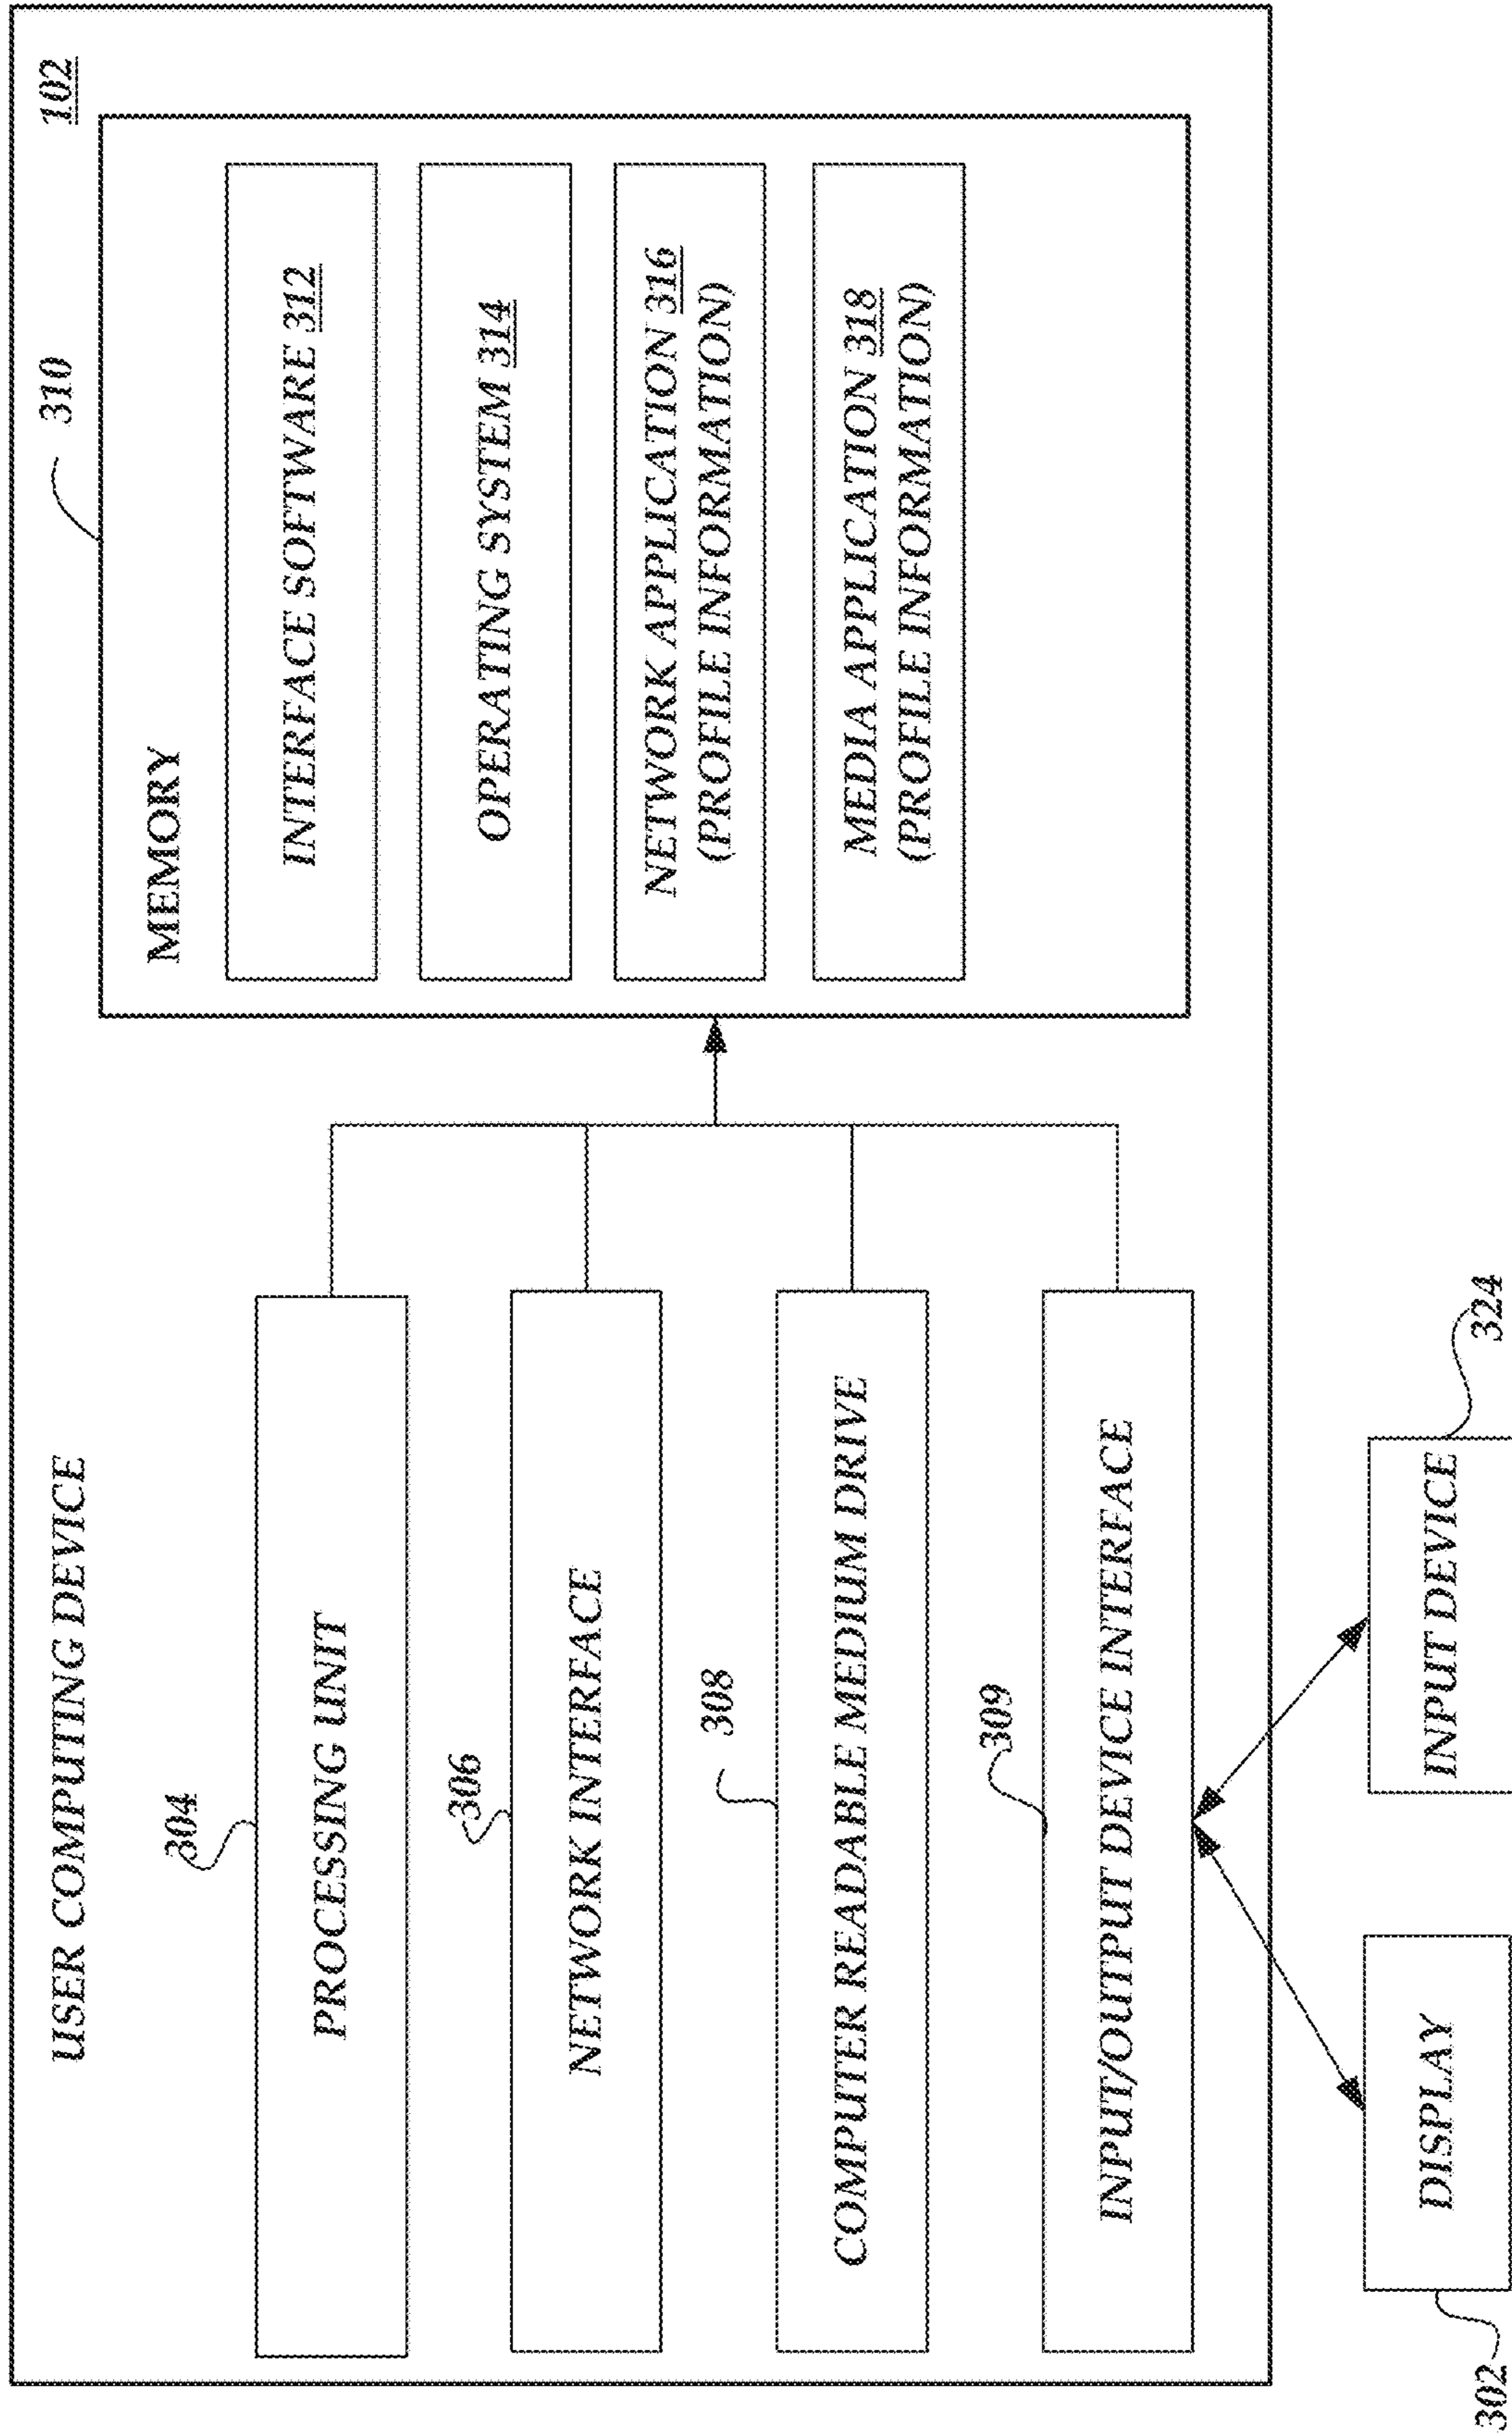 USER COMPUTING DEVICE
102
304
PROCESSING UNIT
306
NETWORK INTERFACE
308
COMPUTER READABLE MEDIUM DRIVE
309
INPUT/OUTPUT DEVICE INTERFACE
310
MEMORY
INTERFACE SOFTWARE 312
OPERATING SYSTEM 314
NETWORK APPLICATION 316
(PROFILE INFORMATION)
MEDIA APPLICATION 318
(PROFILE INFORMATION)
302
DISPLAY
INPUT DEVICE
324